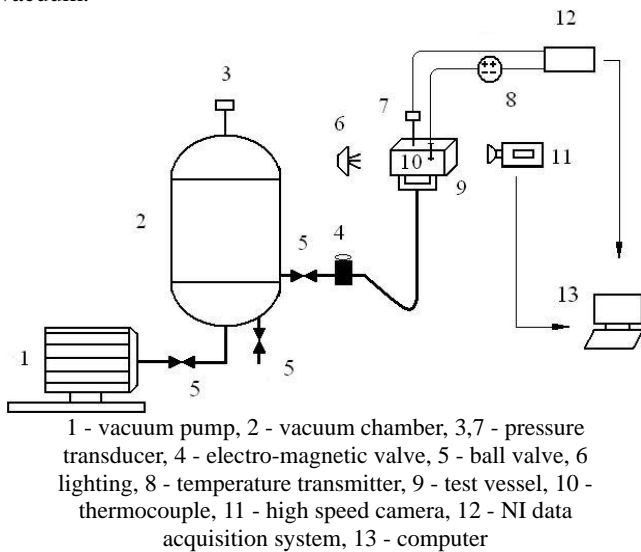 vacuum.
12
3
7
8
6
10
11
9
2
5
4
13
1
5
5
1 - vacuum pump, 2 - vacuum chamber, 3,7 - pressure
transducer, 4 - electro-magnetic valve, 5 - ball valve, 6
lighting, 8 - temperature transmitter, 9 - test vessel, 10 -
thermocouple, 11 - high speed camera, 12 - NI data
acquisition system, 13 - computer